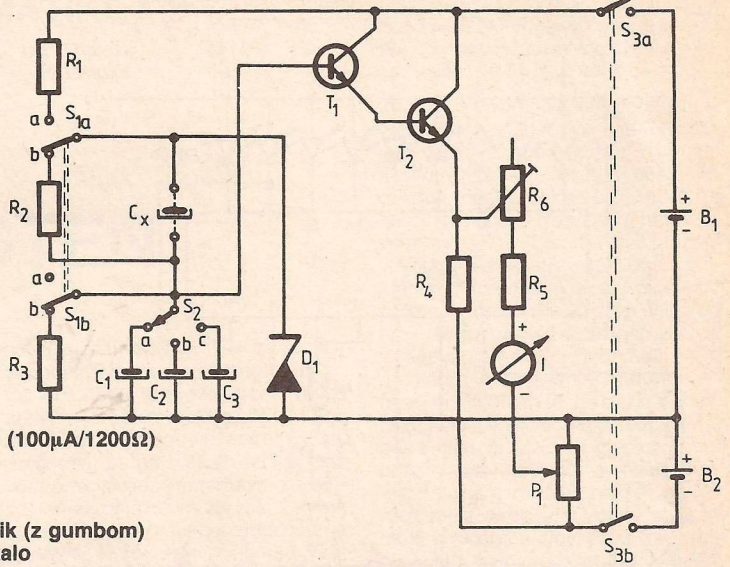 S3a
R1
T1
T2
a
S1a
b
R2
Cx
R6
+
B1
-
a
b
S1b
S2
a
b
c
R4
R5
+
I
-
R3
C1
C2
C3
D1
(100µA/1200Ω)
P1
+
B2
-
ik (z gumbom)
alo
S3b